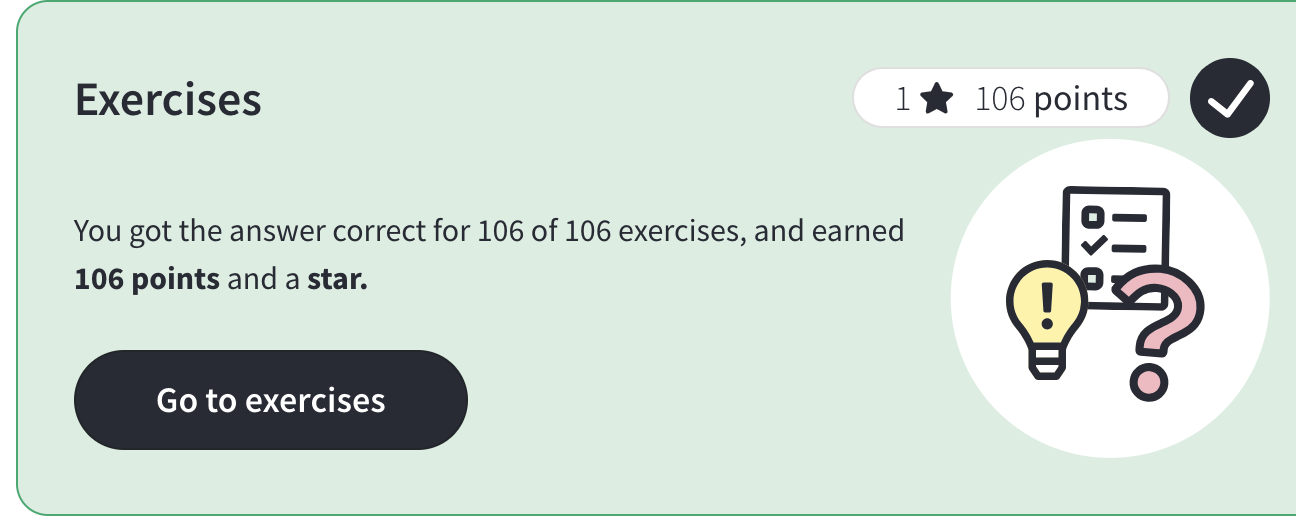 Exercises
1 ★ 106 points
You got the answer correct for 106 of 106 exercises, and earned
106 points and a star.
Go to exercises